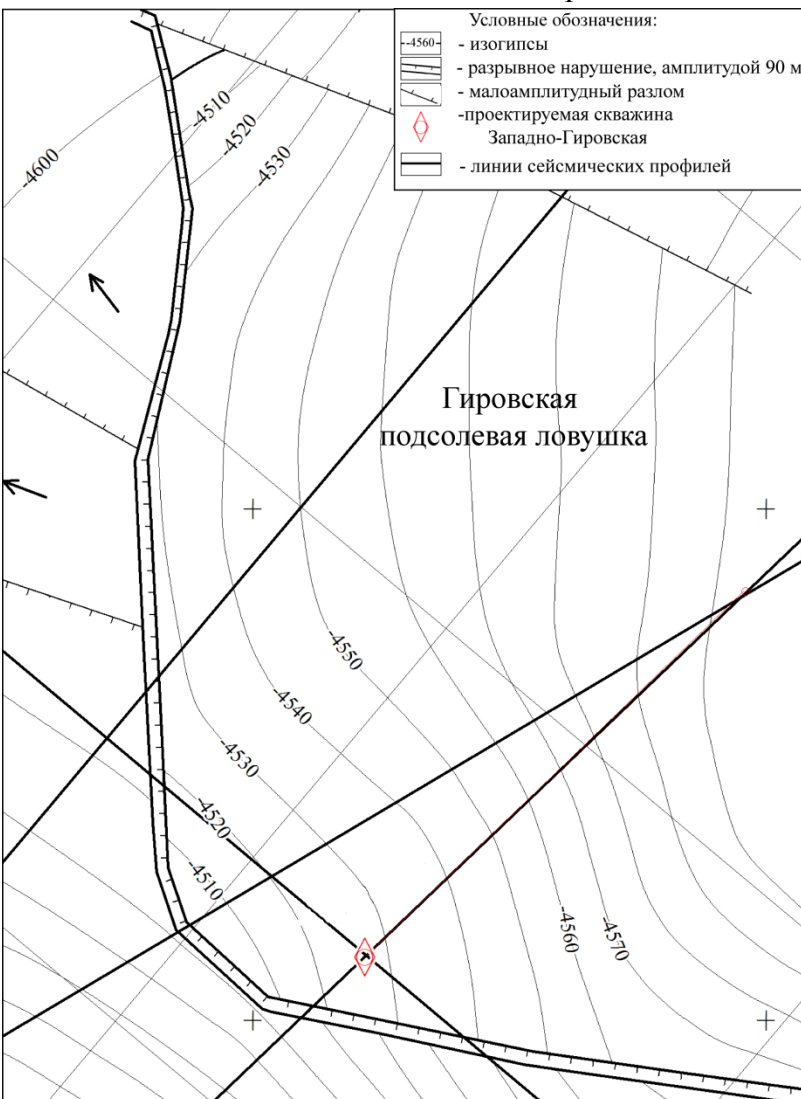 Условные обозначения:
-4560- - изогипсы
- разрывное нарушение, амплитудой 90 м
- малоамплитудный разлом
-проектируемая скважина
Западно-Гировская
- линии сейсмических профилей
-4510
-4520
-4530
-4600
Гировская
подсолевая ловушка
-4550
-4540
-4530
-4520
-4510
-4560
-4570